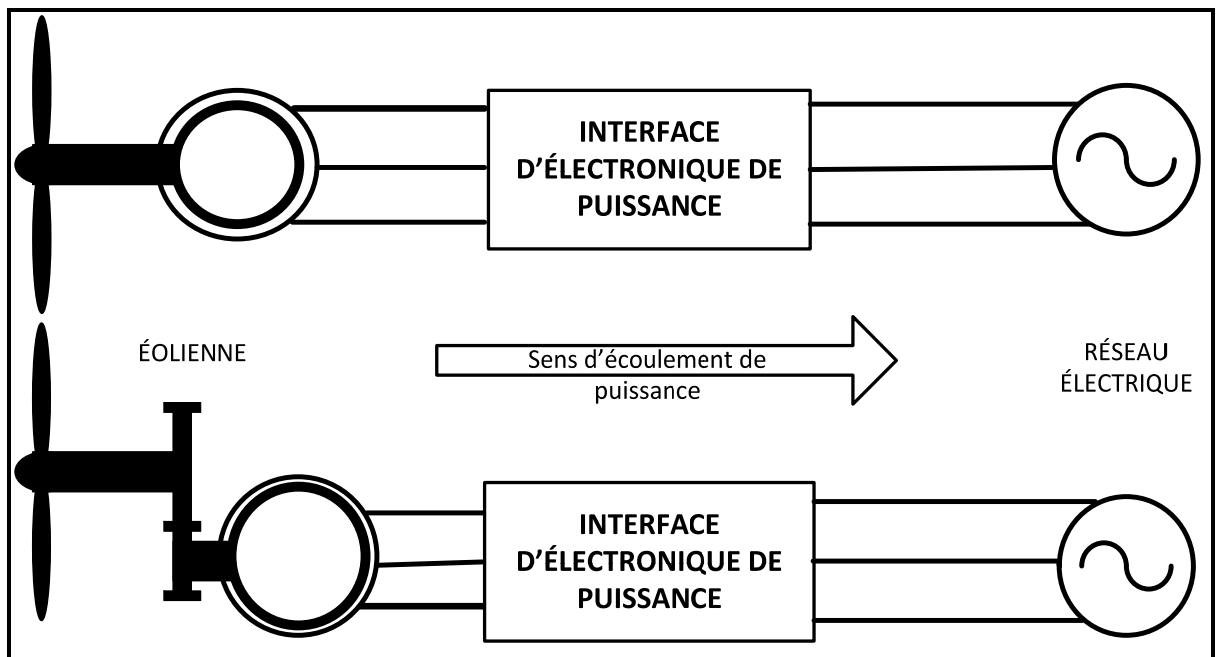 INTERFACE
D'ÉLECTRONIQUE DE
PUISSANCE
ÉOLIENNE
Sens d'écoulement de
puissance
RÉSEAU
ÉLECTRIQUE
INTERFACE
D'ÉLECTRONIQUE DE
PUISSANCE